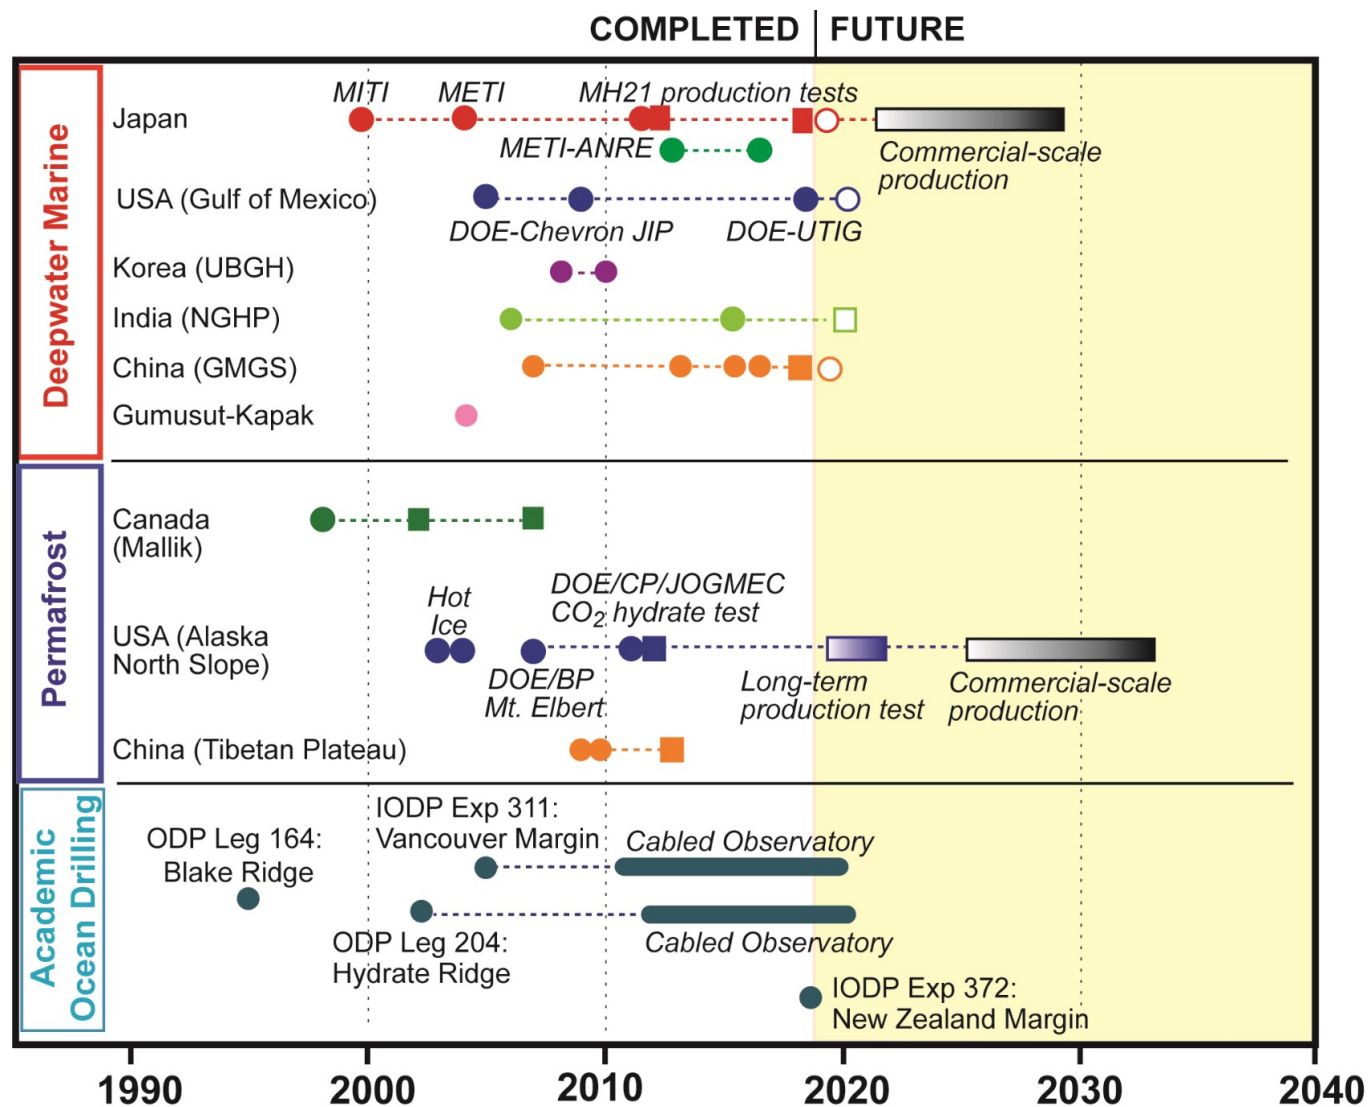 COMPLETED FUTURE
Deepwater Marine
MITI METI MH21 production tests
Japan
METI-ANRE
Commercial-scale
production
USA (Gulf of Mexico)
DOE-Chevron JIP DOE-UTIG
Korea (UBGH)
India (NGHP)
China (GMGS)
Gumusut-Kapak
Permafrost
Canada
(Mallik)
Hot
Ice
DOE/CP/JOGMEC
CO2 hydrate test
USA (Alaska
North Slope)
DOE/BP
Mt. Elbert
Long-term
production test
Commercial-scale
production
China (Tibetan Plateau)
Academic
Ocean Drilling
ODP Leg 164:
Blake Ridge
IODP Exp 311:
Vancouver Margin
Cabled Observatory
ODP Leg 204:
Hydrate Ridge
Cabled Observatory
IODP Exp 372:
New Zealand Margin
1990 2000 2010 2020 2030 2040